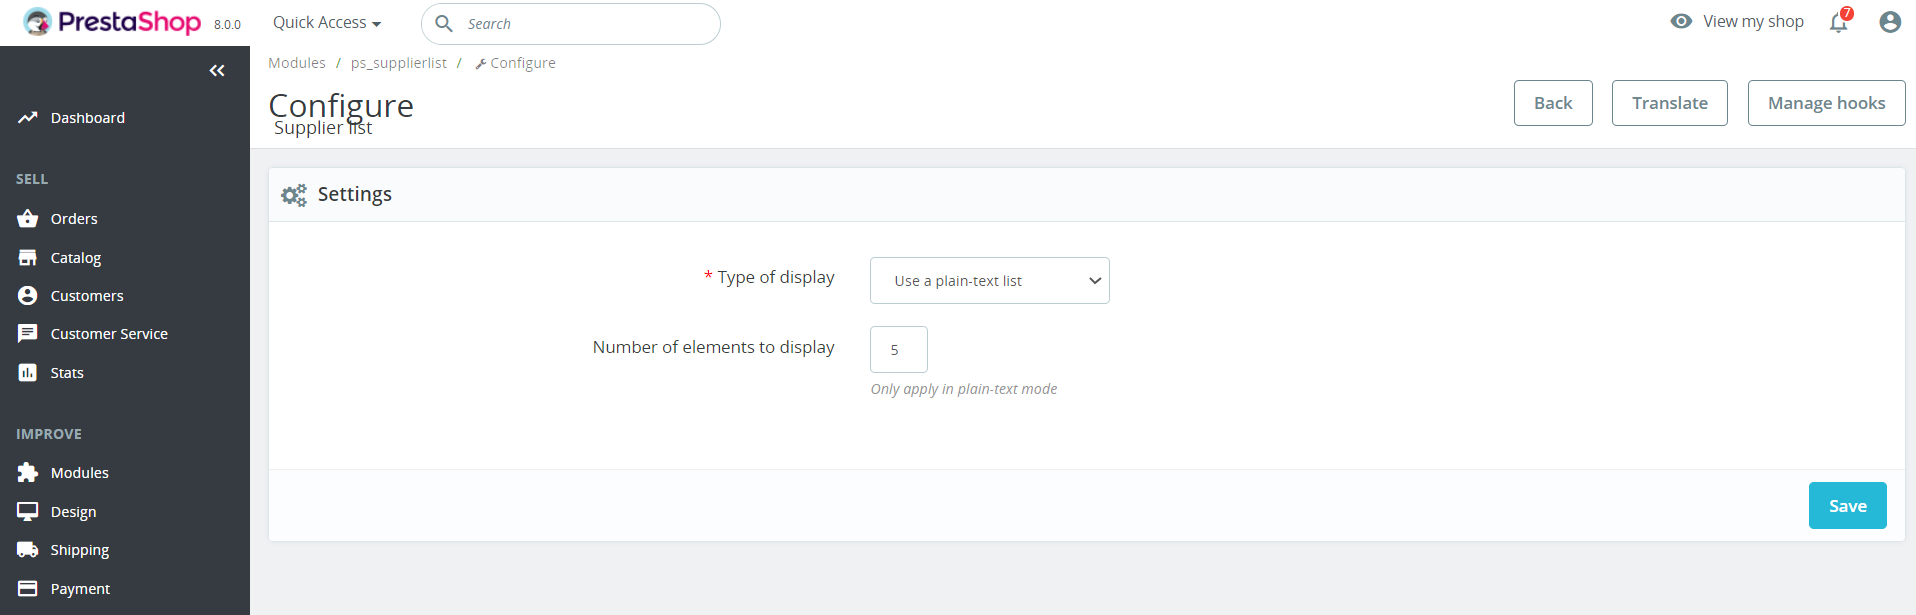 PrestaShop 8.0.0 Quick Access Search View my shop 7
Modules / ps_supplierlist / Configure
Configure
Supplier list
Back Translate Manage hooks
Dashboard
SELL
Orders
Catalog
Customers
Customer Service
Stats
IMPROVE
Modules
Design
Shipping
Payment
Settings
* Type of display Use a plain-text list
Number of elements to display 5
Only apply in plain-text mode
Save